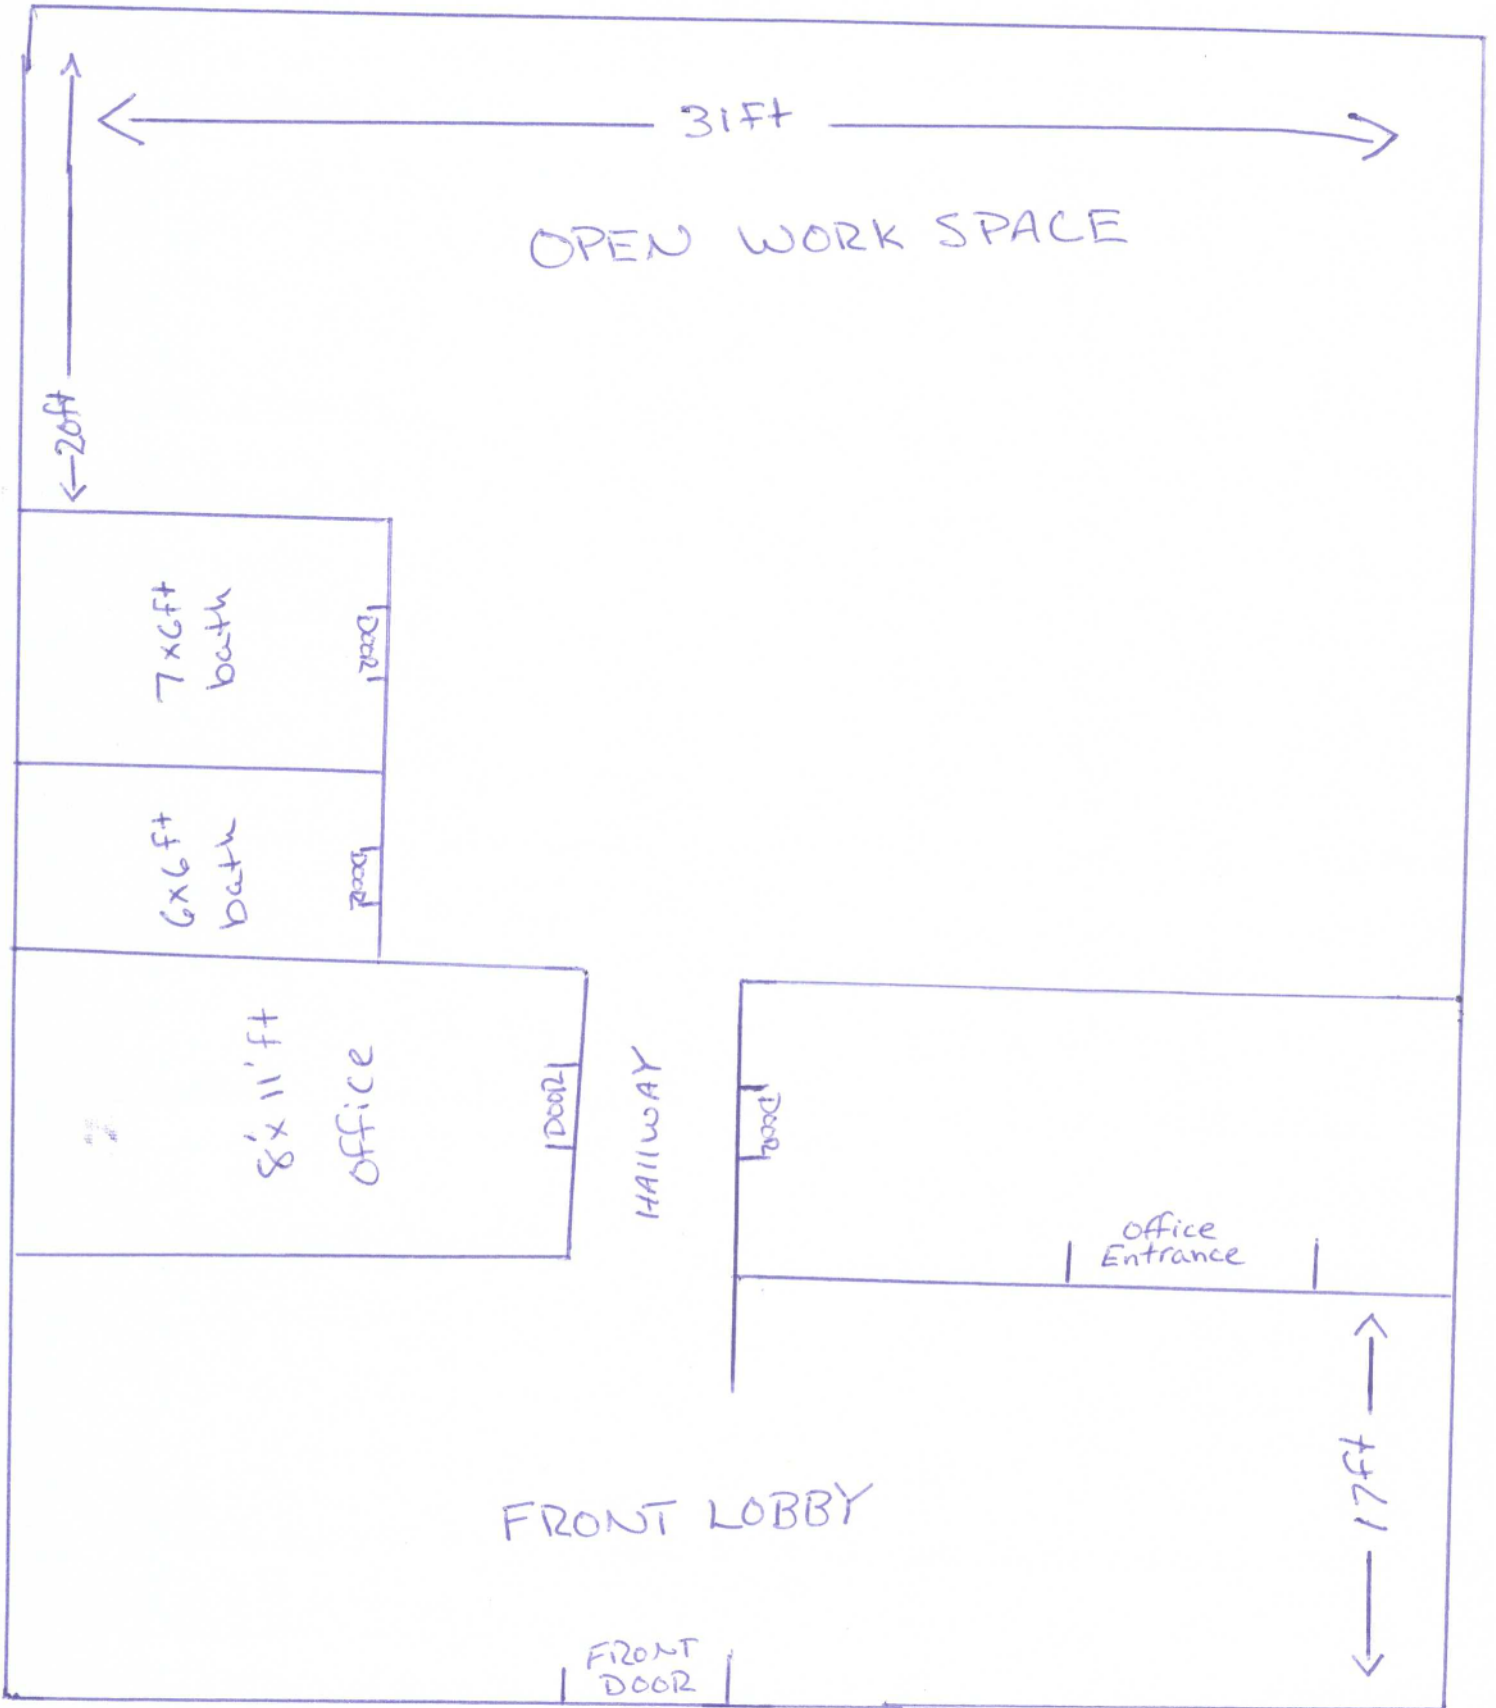 31ft
OPEN WORK SPACE
20ft
7x6ft
bath
DOOR
6x6ft
bath
DOOR
8'x11'ft
office
DOOR
HAllWAY
DOOR
office
Entrance
17ft
FRONT LOBBY
FRONT
DOOR